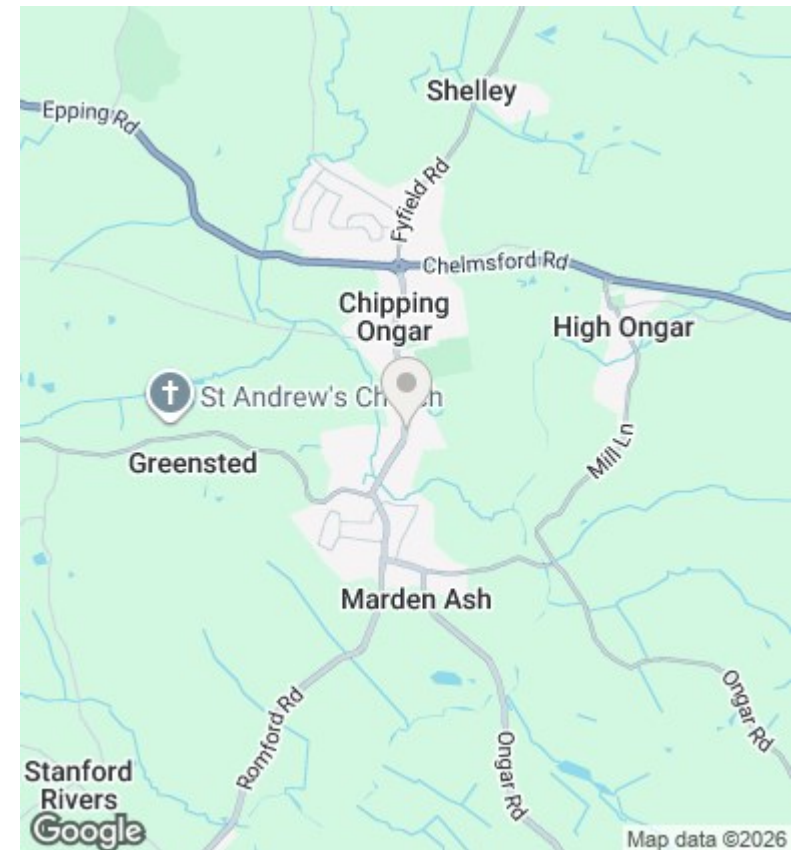 Shelley
Epping Rd
Fyfield Rd
Chelmsford Rd
Chipping
Ongar
High Ongar
St Andrew's Church
Greensted
Mill Ln
Marden Ash
Romford Rd
Ongar Rd
Ongar Rd
Stanford
Rivers
Google
Map data ©2026